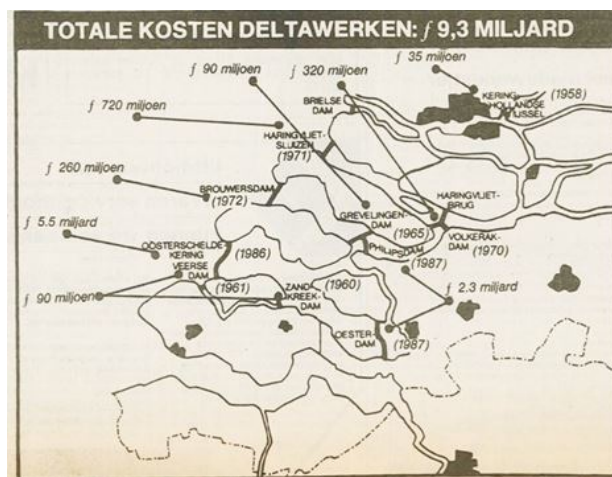 TOTALE KOSTEN DELTAWERKEN: ƒ 9,3 MILJARD
ƒ 90 miljoen
ƒ 320 miljoen
ƒ 35 miljoen
KERING
HOLLANDSE
IJSSEL
(1958)
BRIELSE
DAM
ƒ 720 miljoen
HARINGVLIET-
SLUIZEN
(1971)
ƒ 260 miljoen
BROUWERSDAM
(1972)
GREVELINGEN-
DAM
(1965)
HARINGVLIET-
BRUG
VOLKERAK-
DAM
(1970)
ƒ 5.5 miljard
OOSTERSCHELDE-
KERING
(1986)
PHILIPSDAM
(1987)
VEERSE
DAM
(1961)
ZAND
KREEK-
DAM
(1960)
ƒ 90 miljoen
ƒ 2.3 miljard
OESTER-
DAM
(1987)